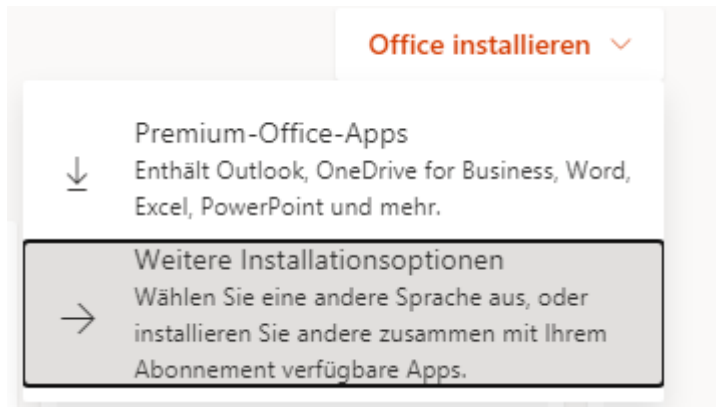 Office installieren
Premium-Office-Apps
Enthält Outlook, OneDrive for Business, Word,
Excel, PowerPoint und mehr.
Weitere Installationsoptionen
Wählen Sie eine andere Sprache aus, oder
installieren Sie andere zusammen mit Ihrem
Abonnement verfügbare Apps.